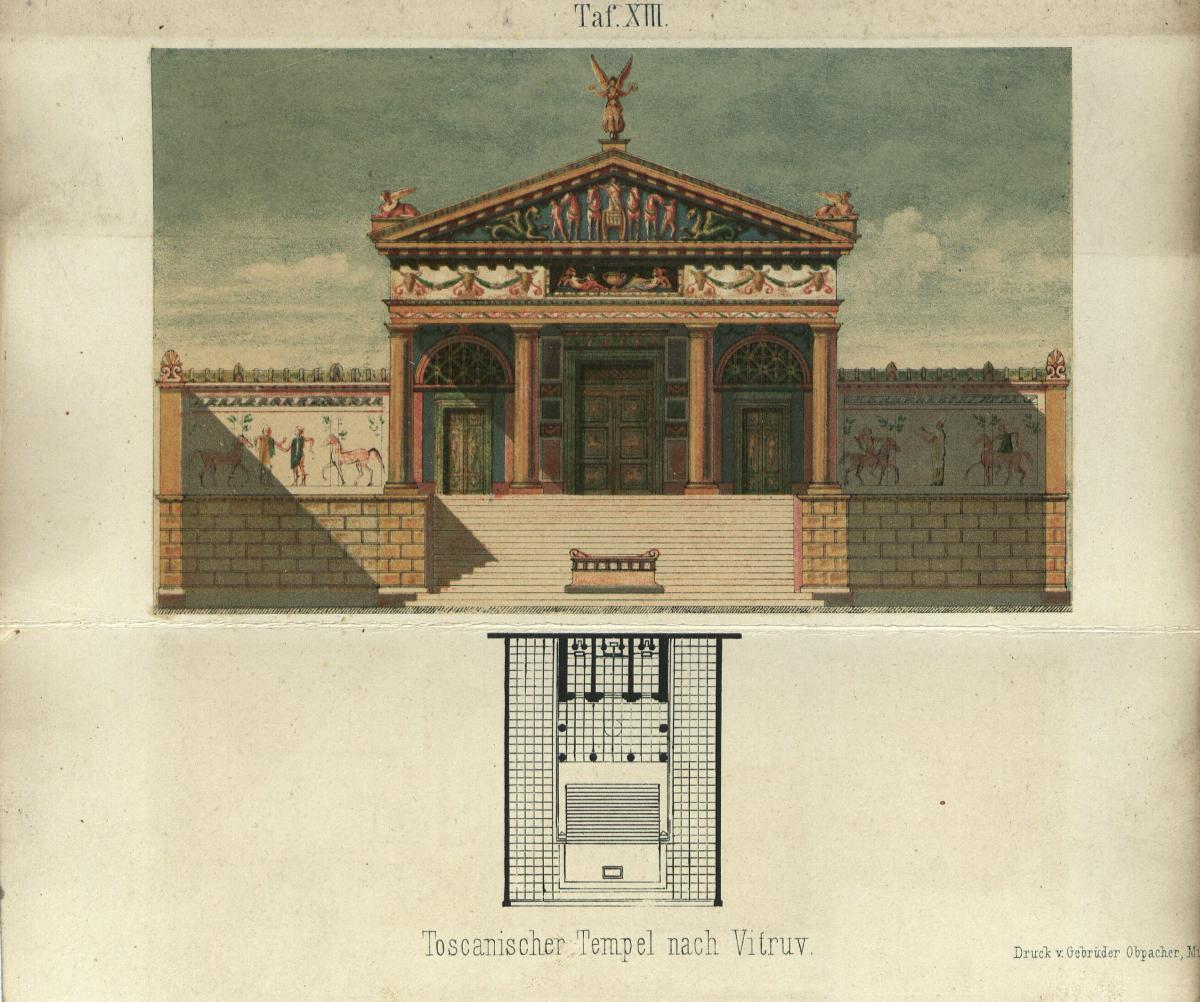 Taf. XIII.
Toscanischer Tempel nach Vitruv.
Druck v. Gebrüder Obpacher,